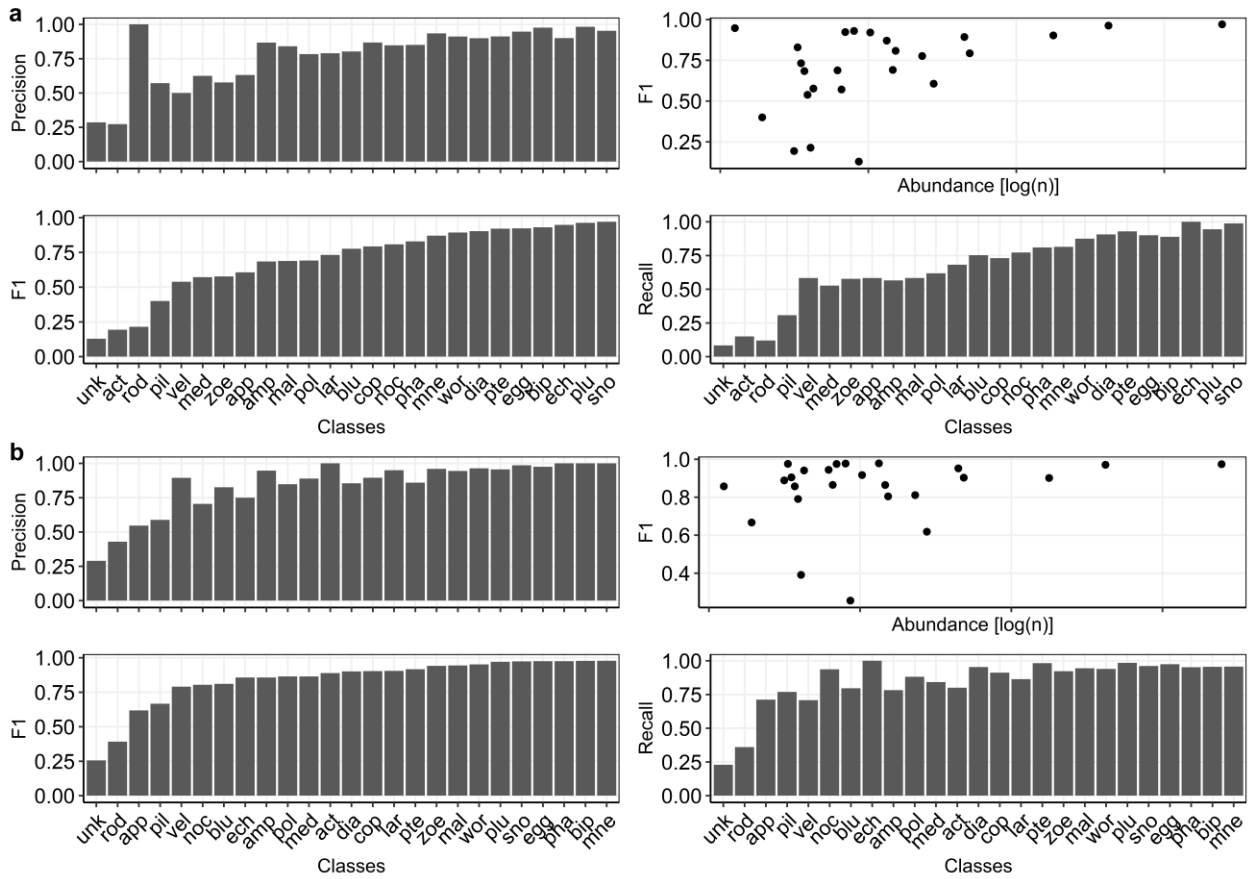 a
Precision
1.00
0.75
0.50
0.25
0.00
F1
1.00
0.75
0.50
0.25
Abundance [log(n)]
F1
1.00
0.75
0.50
0.25
0.00
unk act rod pil vel med zoe app amp mal pol lar blu cop noc pha mne wor dia pte egg bip ech plu sno
Classes
Recall
1.00
0.75
0.50
0.25
0.00
unk act rod pil vel med zoe app amp mal pol lar blu cop noc pha mne wor dia pte egg bip ech plu sno
Classes
b
Precision
1.00
0.75
0.50
0.25
0.00
F1
1.0
0.8
0.6
0.4
Abundance [log(n)]
F1
1.00
0.75
0.50
0.25
0.00
unk rod app pil vel noc blu ech amp pol med act dia cop lar pte zoe mal wor plu sno egg pha bip mne
Classes
Recall
1.00
0.75
0.50
0.25
0.00
unk rod app pil vel noc blu ech amp pol med act dia cop lar pte zoe mal wor plu sno egg pha bip mne
Classes